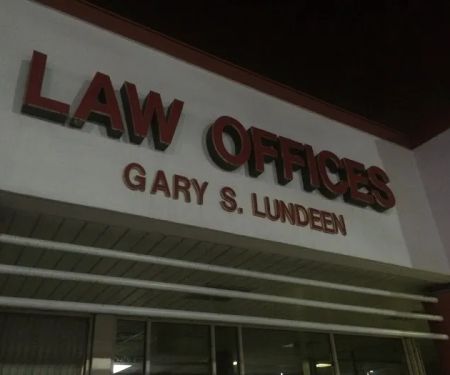 LAW OFFICES
GARY S. LUNDEEN